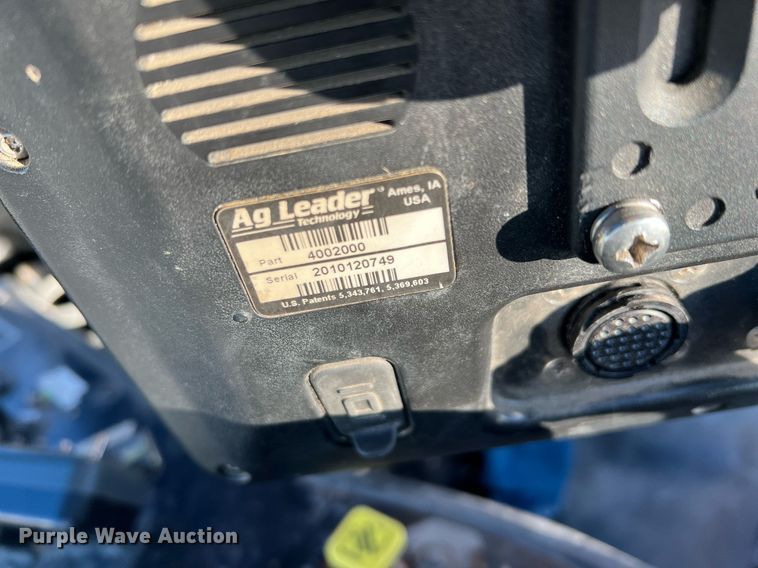 Ag Leader Ames, IA
Technology USA
Part 4002000
Serial 2010120749
U.S. Patents 5,343,761, 5,369,603
Purple Wave Auction